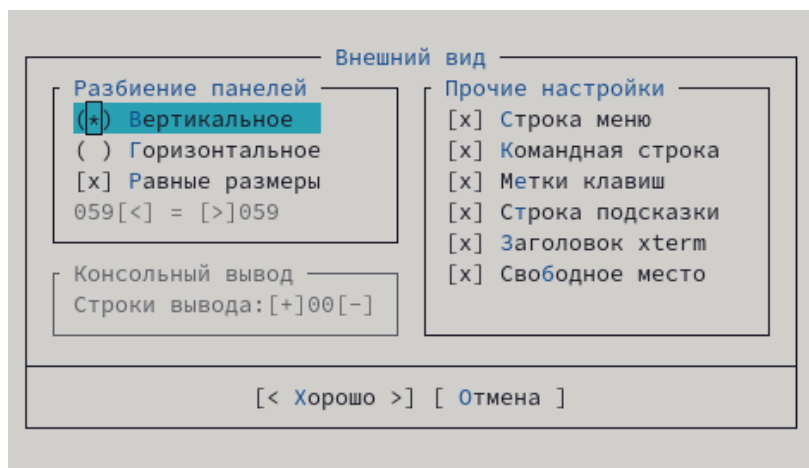 Внешний вид
Разбиение панелей
(*) Вертикальное
( ) Горизонтальное
[x] Равные размеры
059[<] = [>]059
Консольный вывод
Строки вывода:[+]00[-]
Прочие настройки
[x] Строка меню
[x] Командная строка
[x] Метки клавиш
[x] Строка подсказки
[x] Заголовок xterm
[x] Свободное место
[< Хорошо >] [ Отмена ]